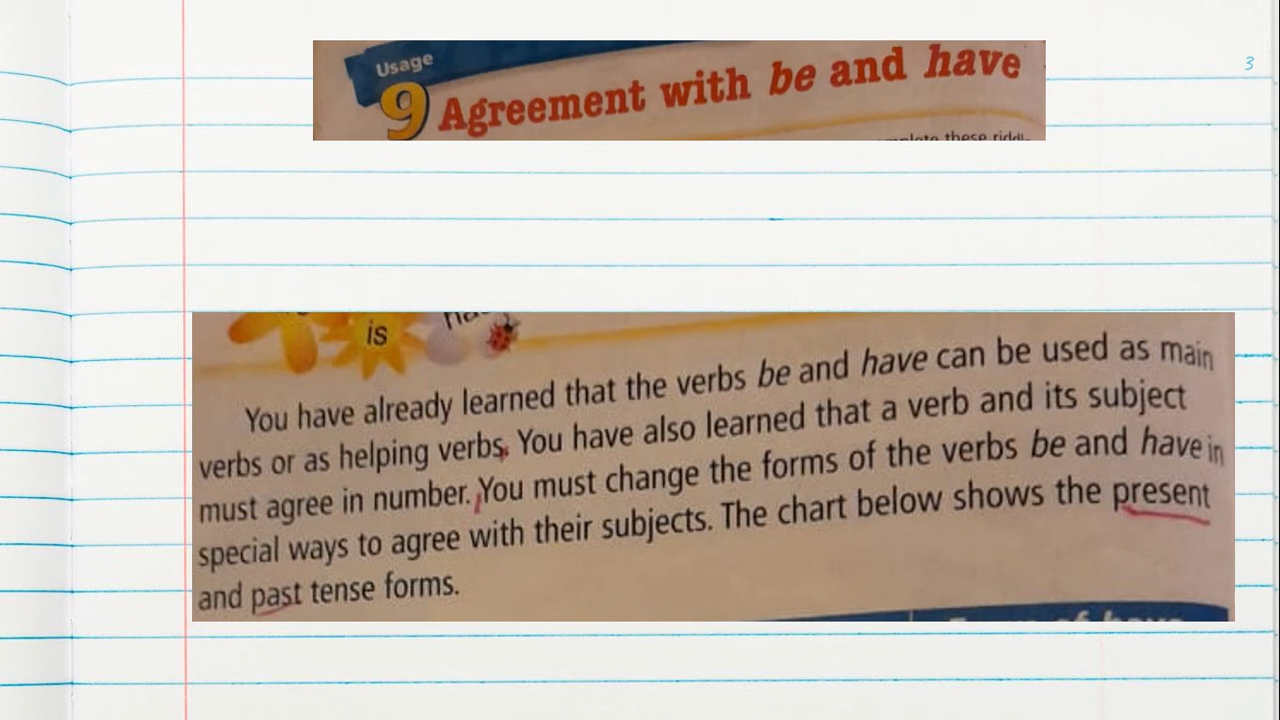 3
Usage
9 Agreement with be and have
these
is
You have already learned that the verbs be and have can be used as main
verbs or as helping verbs. You have also learned that a verb and its subject
must agree in number. You must change the forms of the verbs be and have in
special ways to agree with their subjects. The chart below shows the present
and past tense forms.